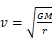 v = √(GM/r)